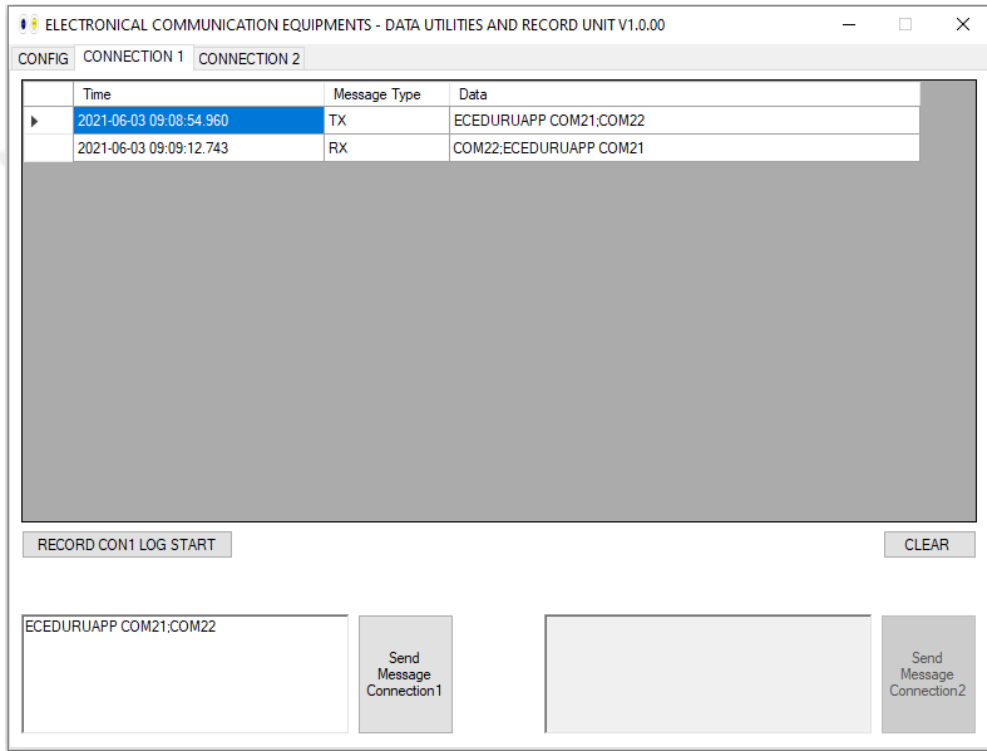 ELECTRONICAL COMMUNICATION EQUIPMENTS - DATA UTILITIES AND RECORD UNIT V1.0.00
CONFIG CONNECTION 1 CONNECTION 2
Time Message Type Data
2021-06-03 09:08:54.960 TX ECEDURUAPP COM21;COM22
2021-06-03 09:09:12.743 RX COM22;ECEDURUAPP COM21
RECORD CON1 LOG START CLEAR
ECEDURUAPP COM21;COM22
Send
Message
Connection1
Send
Message
Connection2